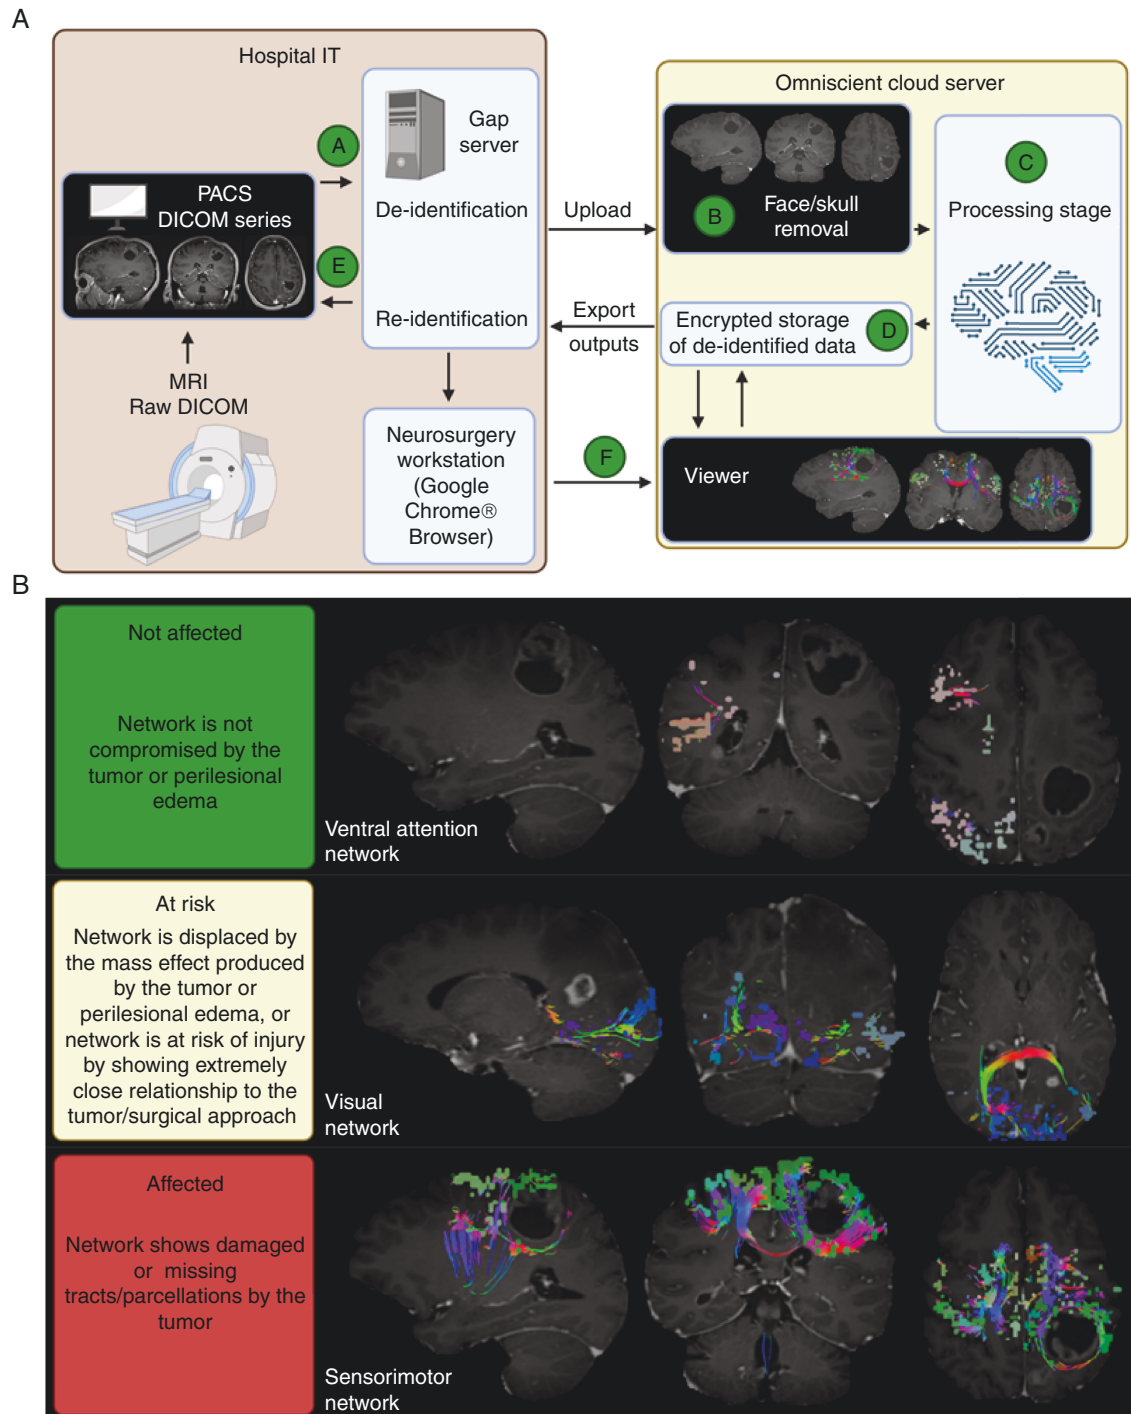 A
Hospital IT
Gap
server
A
PACS
DICOM series
De-identification
E
Re-identification
MRI
Raw DICOM
Neurosurgery
workstation
(Google
Chrome®
Browser)
Upload
Export
outputs
F
Omniscient cloud server
B
Face/skull
removal
C
Processing stage
Encrypted storage
of de-identified data
D
Viewer
B
Not affected
Network is not
compromised by the
tumor or perilesional
edema
Ventral attention
network
At risk
Network is displaced by
the mass effect produced
by the tumor or
perilesional edema, or
network is at risk of injury
by showing extremely
close relationship to the
tumor/surgical approach
Visual
network
Affected
Network shows damaged
or missing
tracts/parcellations by the
tumor
Sensorimotor
network